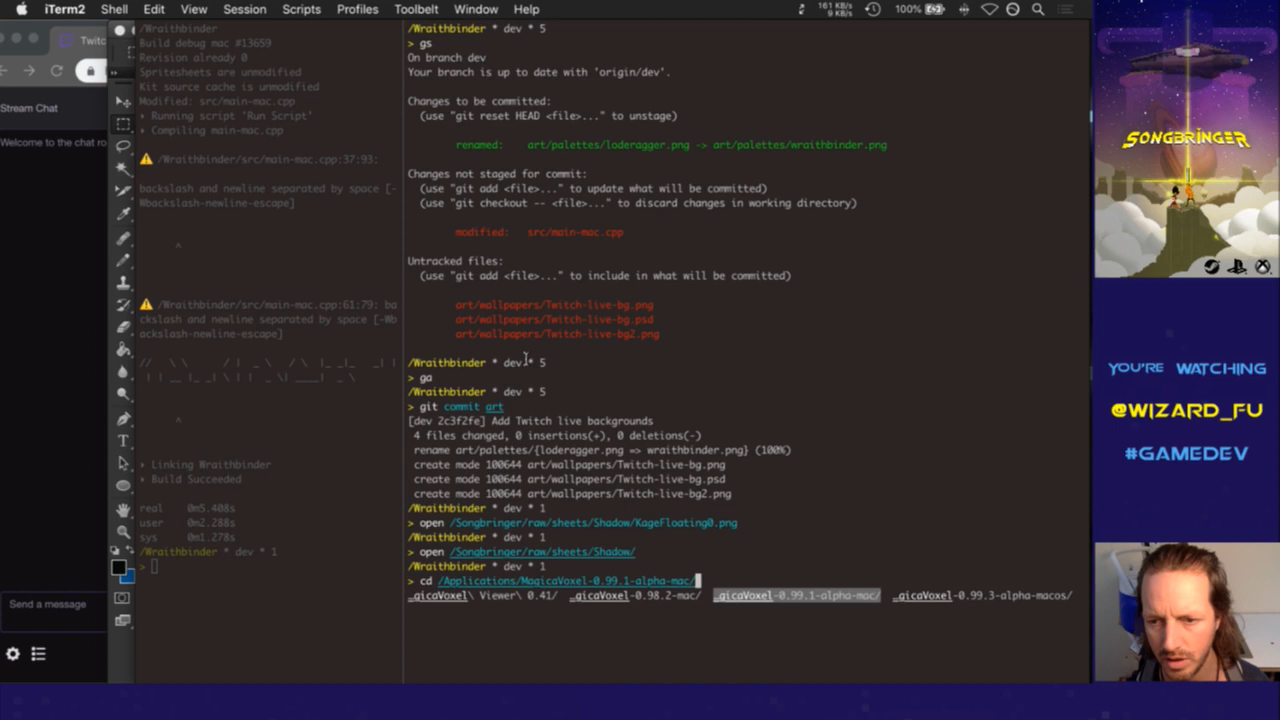 iTerm2 Shell Edit View Session Scripts Profiles Toolbelt Window Help
161 KB/s
9 KB/s
100%
Twitc
Stream Chat
Welcome to the chat ro
Send a message
/Wraithbinder
Build debug mac #13659
Revision already 0
Spritesheets are unmodified
Kit source cache is unmodified
Modified: src/main-mac.cpp
▸ Running script 'Run Script'
▸ Compiling main-mac.cpp
/Wraithbinder/src/main-mac.cpp:37:93:
backslash and newline separated by space [-
Wbackslash-newline-escape]
^
/Wraithbinder/src/main-mac.cpp:61:79: ba
ckslash and newline separated by space [-Wb
ackslash-newline-escape]
^
▸ Linking Wraithbinder
▸ Build Succeeded
real 0m5.408s
user 0m2.288s
sys 0m1.278s
/Wraithbinder * dev * 1
>
/Wraithbinder * dev * 5
> gs
On branch dev
Your branch is up to date with 'origin/dev'.
Changes to be committed:
(use "git reset HEAD <file>..." to unstage)
renamed: art/palettes/loderagger.png -> art/palettes/wraithbinder.png
Changes not staged for commit:
(use "git add <file>..." to update what will be committed)
(use "git checkout -- <file>..." to discard changes in working directory)
modified: src/main-mac.cpp
Untracked files:
(use "git add <file>..." to include in what will be committed)
art/wallpapers/Twitch-live-bg.png
art/wallpapers/Twitch-live-bg.psd
art/wallpapers/Twitch-live-bg2.png
/Wraithbinder * dev * 5
> ga
/Wraithbinder * dev * 5
> git commit art
[dev 2c3f2fe] Add Twitch live backgrounds
4 files changed, 0 insertions(+), 0 deletions(-)
rename art/palettes/{loderagger.png => wraithbinder.png} (100%)
create mode 100644 art/wallpapers/Twitch-live-bg.png
create mode 100644 art/wallpapers/Twitch-live-bg.psd
create mode 100644 art/wallpapers/Twitch-live-bg2.png
/Wraithbinder * dev * 1
> open /Songbringer/raw/sheets/Shadow/KageFloating0.png
/Wraithbinder * dev * 1
> open /Songbringer/raw/sheets/Shadow/
/Wraithbinder * dev * 1
> cd /Applications/MagicaVoxel-0.99.1-alpha-mac/
_gicaVoxel\ Viewer\ 0.41/ _gicaVoxel-0.98.2-mac/ _gicaVoxel-0.99.1-alpha-mac/ _gicaVoxel-0.99.3-alpha-macos/
SONGBRINGER
YOU'RE WATCHING
@WIZARD_FU
#GAMEDEV